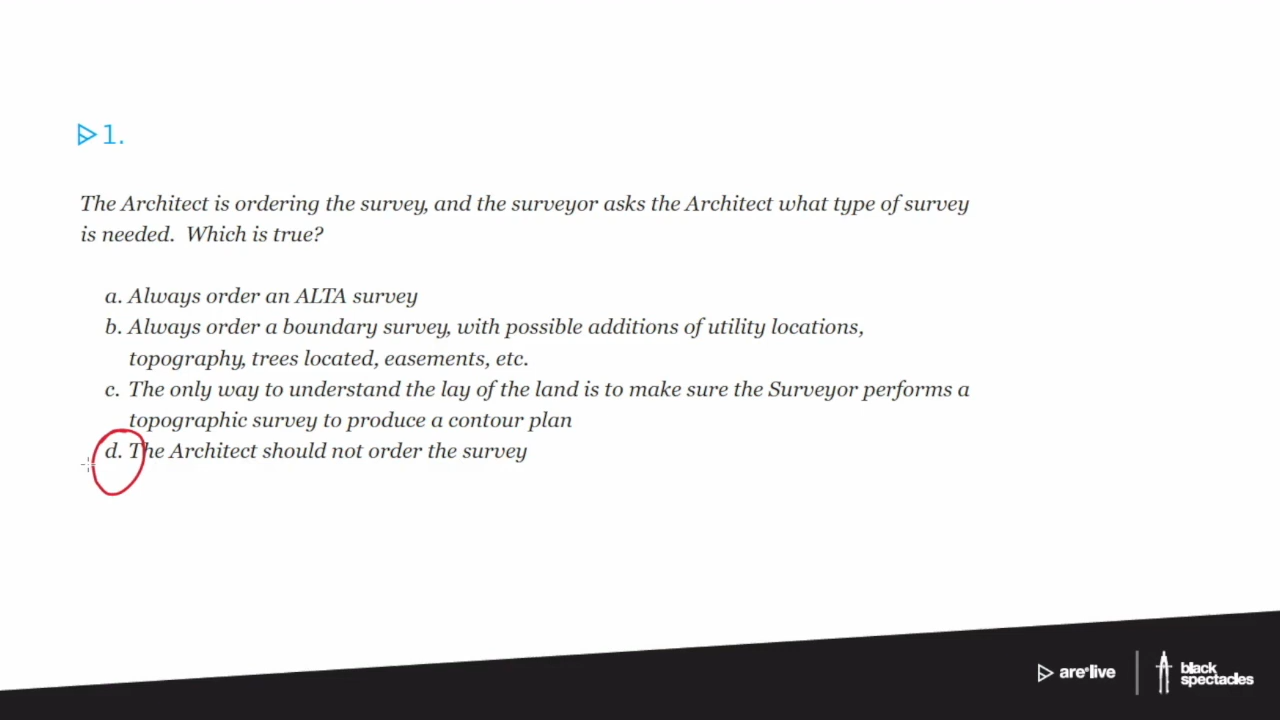 1.
The Architect is ordering the survey, and the surveyor asks the Architect what type of survey
is needed.  Which is true?
a. Always order an ALTA survey
b. Always order a boundary survey, with possible additions of utility locations,
topography, trees located, easements, etc.
c. The only way to understand the lay of the land is to make sure the Surveyor performs a
topographic survey to produce a contour plan
d. The Architect should not order the survey
are®live
black
spectacles